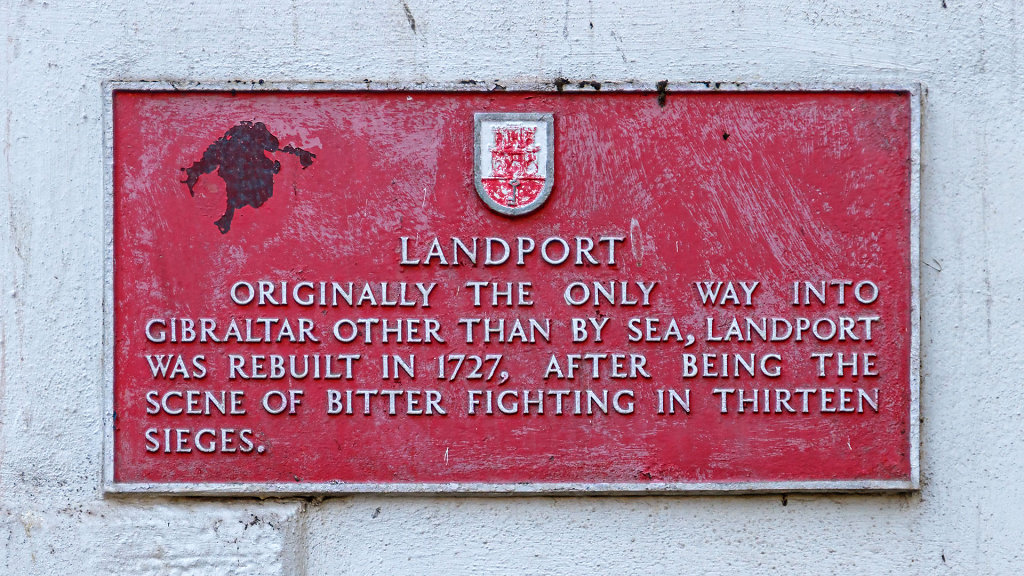 LANDPORT
ORIGINALLY THE ONLY WAY INTO
GIBRALTAR OTHER THAN BY SEA, LANDPORT
WAS REBUILT IN 1727, AFTER BEING THE
SCENE OF BITTER FIGHTING IN THIRTEEN
SIEGES.